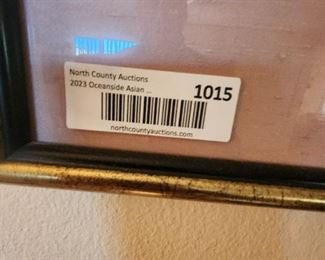 North County Auctions
2023 Oceanside Asian ...
1015
northcountyauctions.com